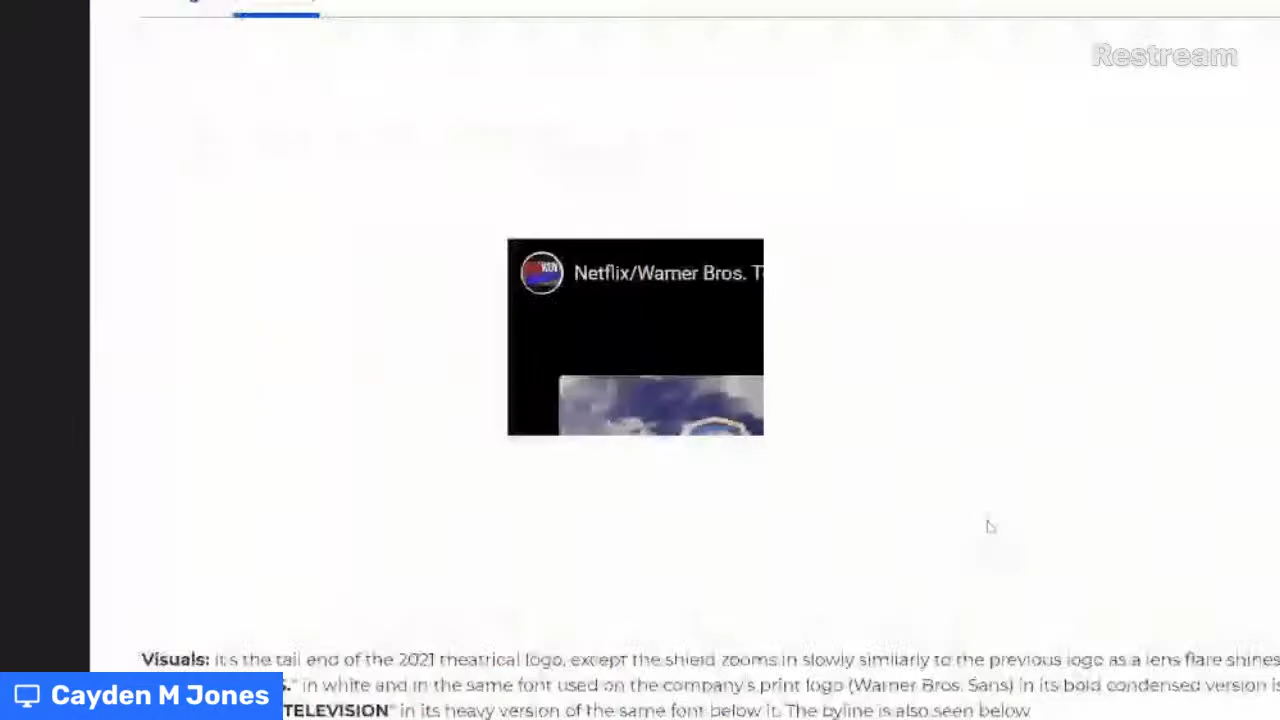 Restream
Netflix/Warner Bros. T
Visuals: It's the tail end of the 2021 theatrical logo, except the shield zooms in slowly similarly to the previous logo as a lens flare shines
." in white and in the same font used on the company's print logo (Warner Bros. Sans) in its bold condensed version is
TELEVISION" in its heavy version of the same font below it. The byline is also seen below
Cayden M Jones